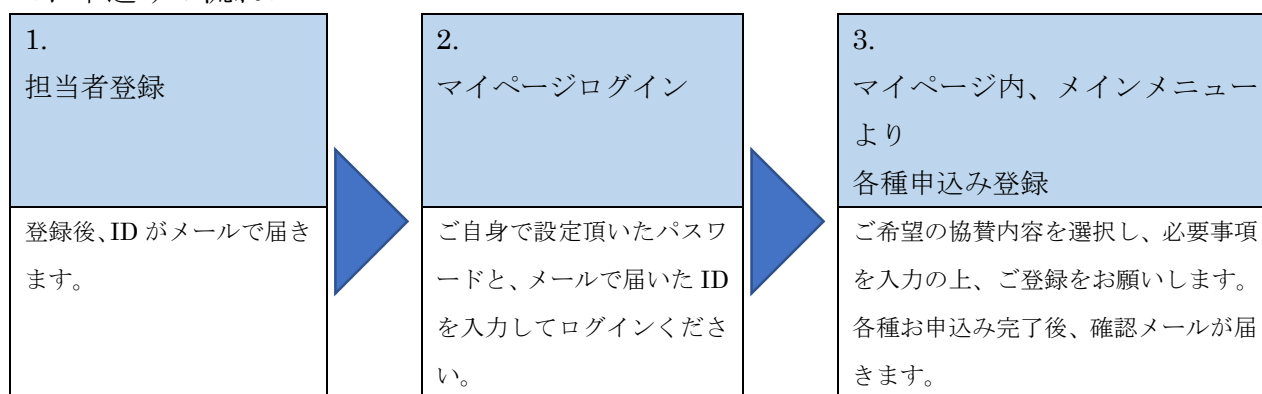 1.
担当者登録
登録後、ID がメールで届き
ます。
2.
マイページログイン
ご自身で設定頂いたパスワ
ードと、メールで届いた ID
を入力してログインくださ
い。
3.
マイページ内、メインメニュー
より
各種申込み登録
ご希望の協賛内容を選択し、必要事項
を入力の上、ご登録をお願いします。
各種お申込み完了後、確認メールが届
きます。